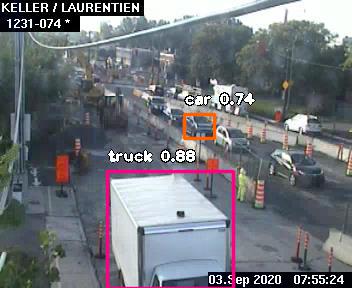 KELLER / LAURENTIEN
1231-074 *
car 0.74
truck 0.88
03.Sep 2020 07:55:24